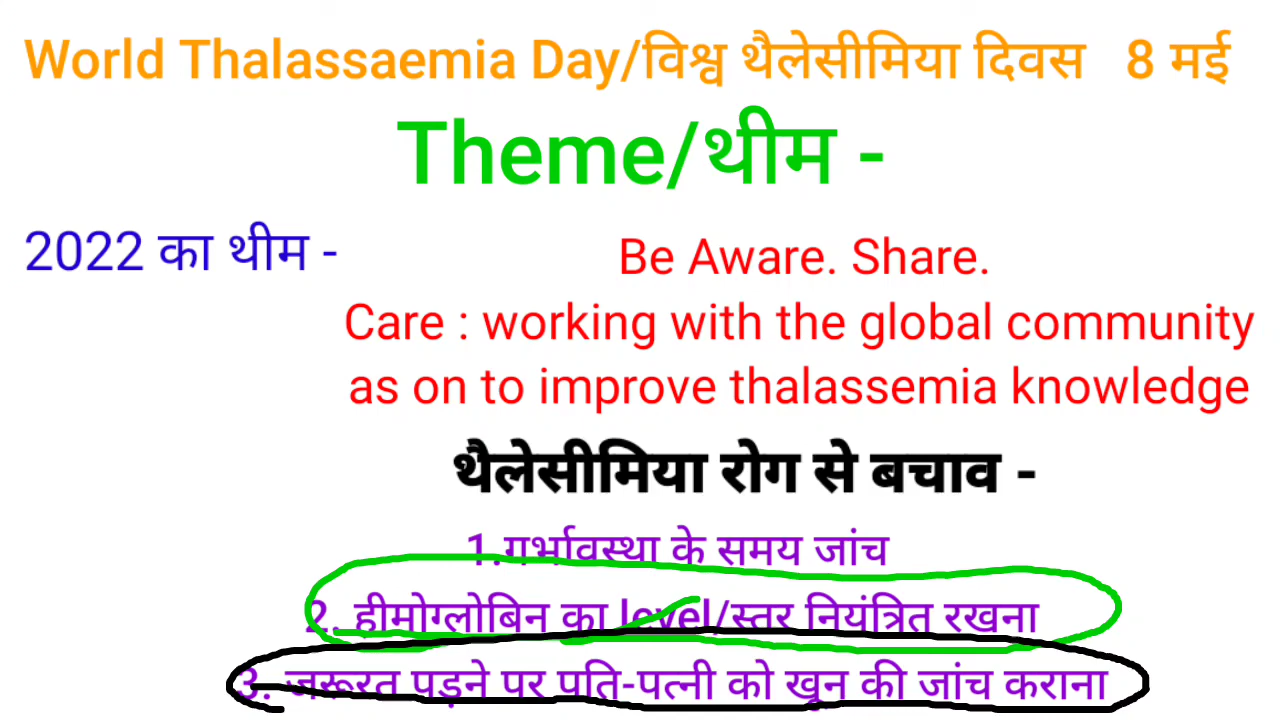 World Thalassaemia Day/विश्व थैलेसीमिया दिवस 8 मई
Theme/थीम -
2022 का थीम -
Be Aware. Share.
Care : working with the global community
as on to improve thalassemia knowledge
थैलेसीमिया रोग से बचाव -
1.गर्भावस्था के समय जांच
2. हीमोग्लोबिन का level/स्तर नियंत्रित रखना
3. जरूरत पड़ने पर पति-पत्नी को खून की जांच कराना